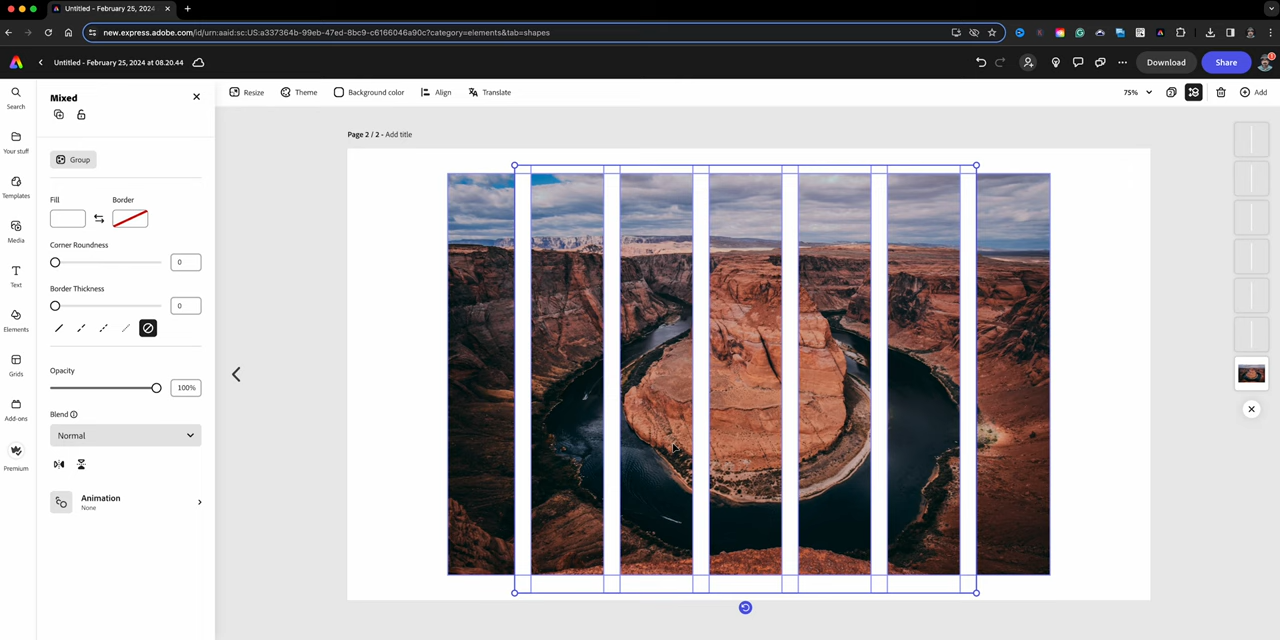 Untitled - February 25, 2024
new.express.adobe.com/id/urn:aaid:sc:US:a337364b-99eb-47ed-8bc9-c6166046a90c?category=elements&tab=shapes
Untitled - February 25, 2024 at 08.20.44
Download
Share
Search
Your stuff
Templates
Media
Text
Elements
Grids
Add-ons
Premium
Mixed
Group
Fill
Border
Corner Roundness
0
Border Thickness
0
Opacity
100%
Blend
Normal
Animation
None
Resize
Theme
Background color
Align
Translate
75%
2
Add
Page 2 / 2 - Add title